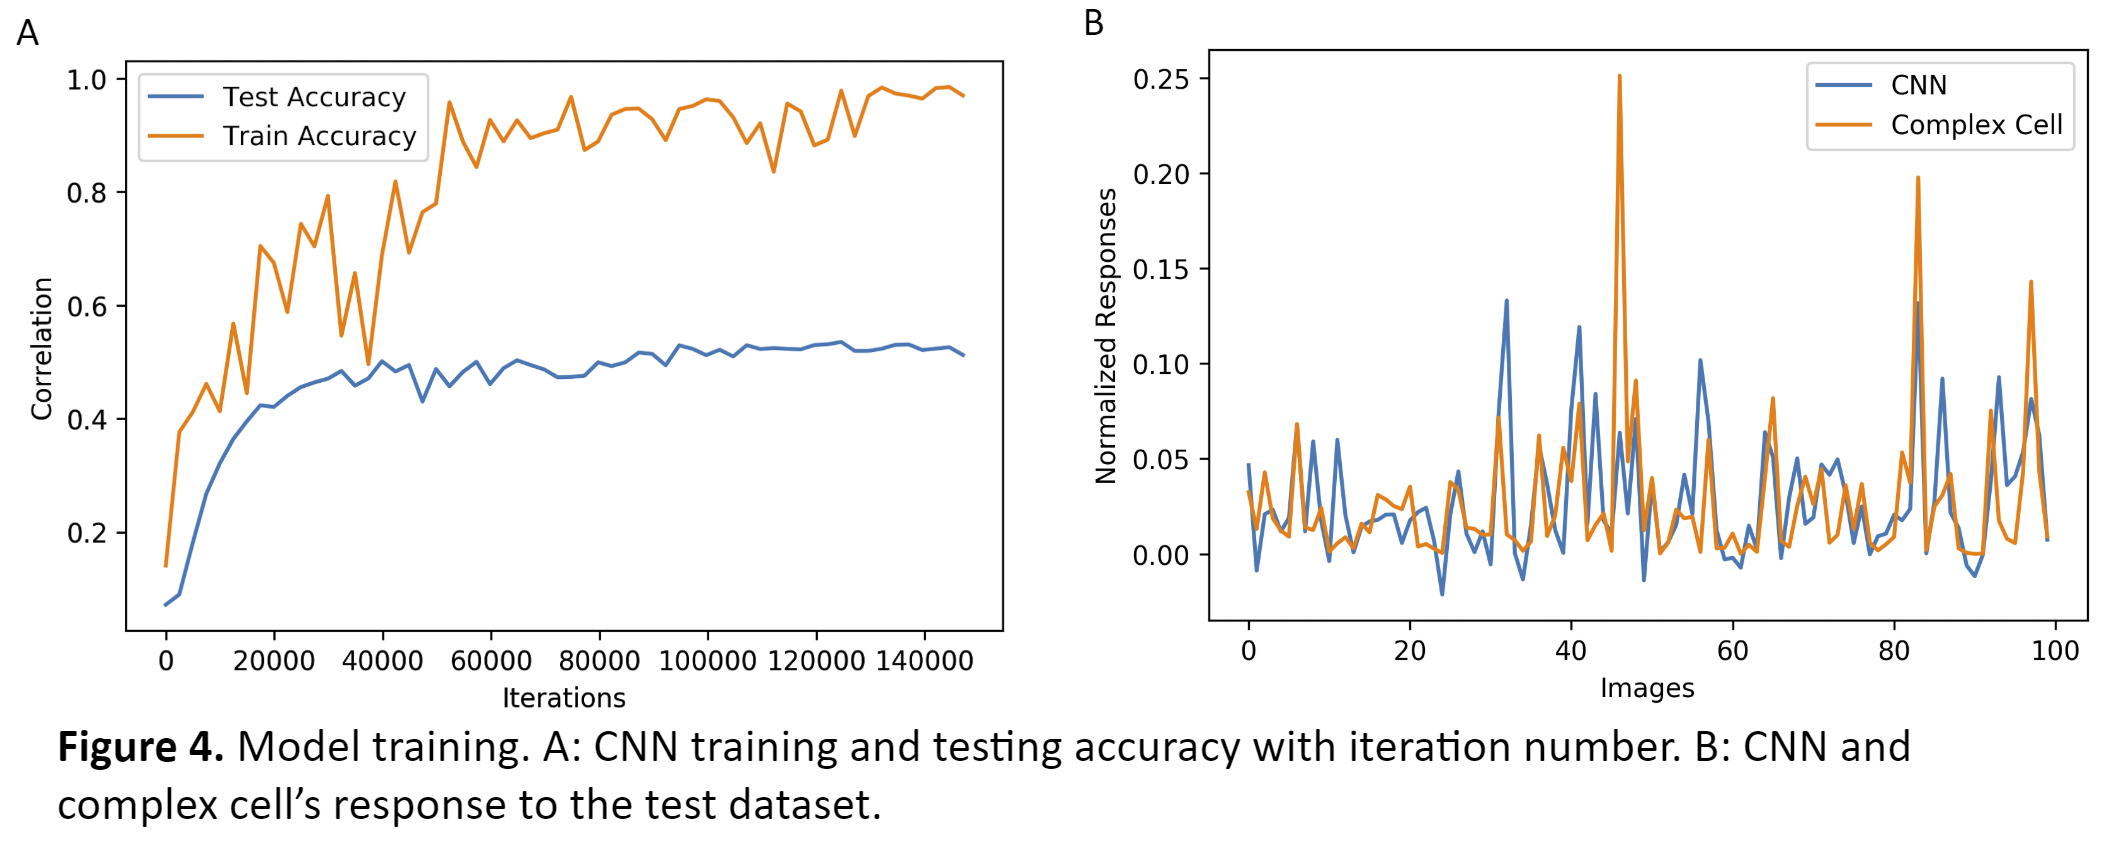 A
1.0
0.8
0.6
0.4
0.2
Correlation
Test Accuracy
Train Accuracy
0 20000 40000 60000 80000 100000 120000 140000
Iterations
B
0.25
0.20
0.15
0.10
0.05
0.00
Normalized Responses
CNN
Complex Cell
0 20 40 60 80 100
Images
Figure 4. Model training. A: CNN training and testing accuracy with iteration number. B: CNN and
complex cell’s response to the test dataset.